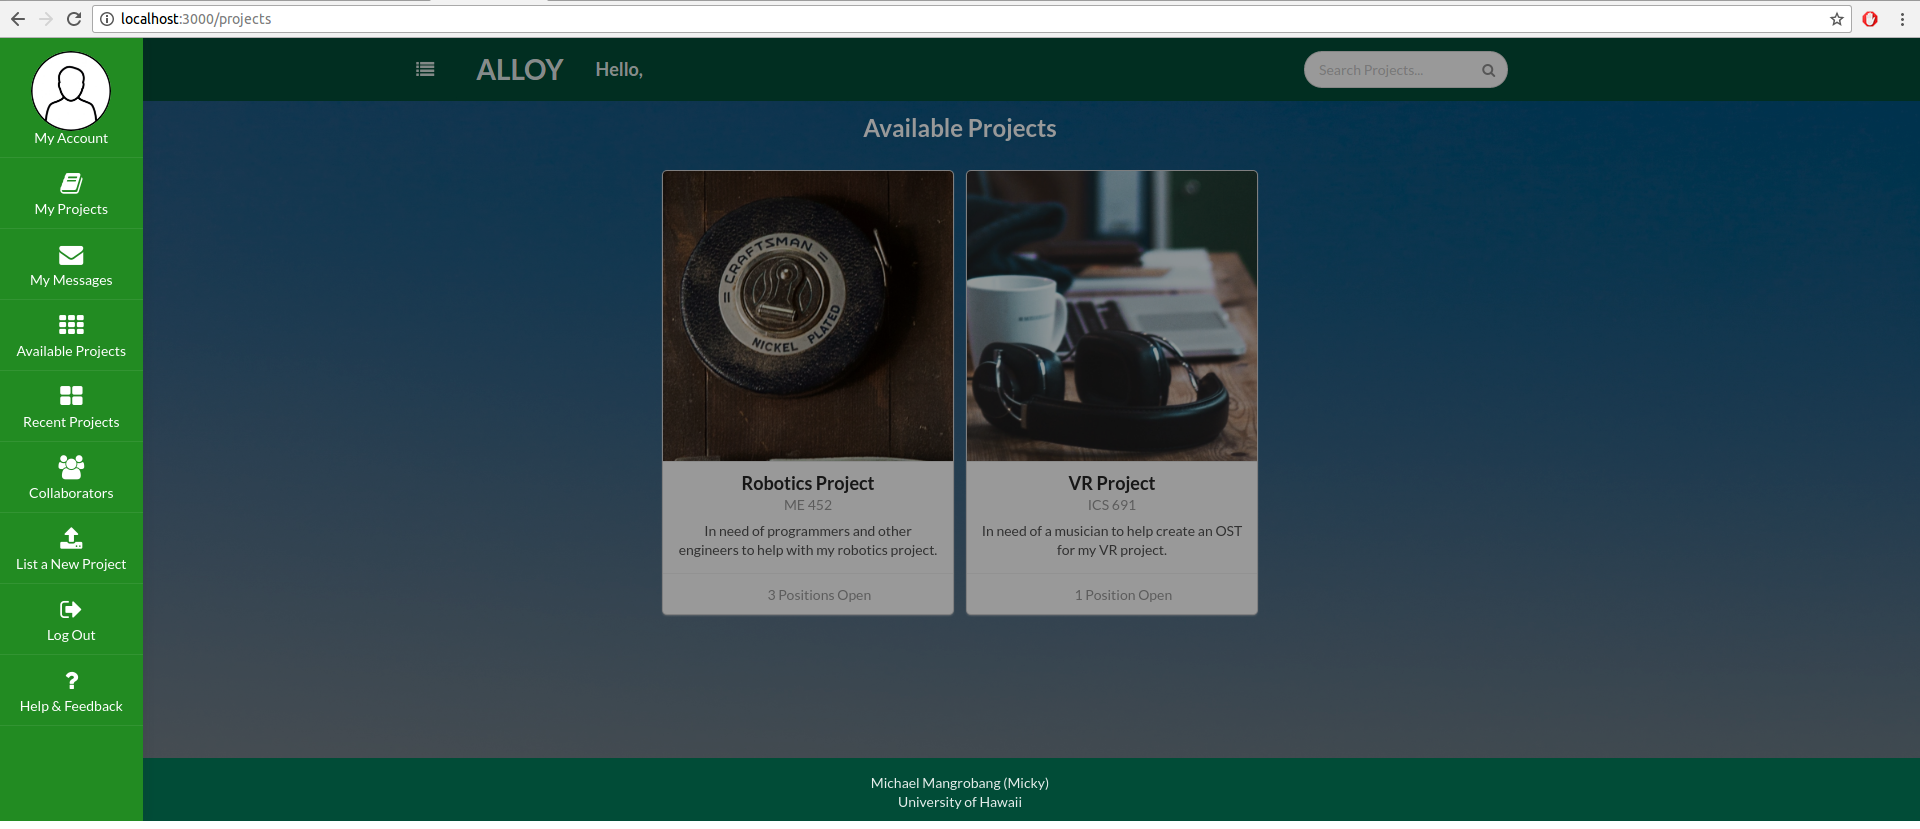 localhost:3000/projects
My Account
My Projects
My Messages
Available Projects
Recent Projects
Collaborators
List a New Project
Log Out
Help & Feedback
ALLOY
Hello,
Search Projects...
Available Projects
= CRAFTSMAN =
NICKEL PLATED
Robotics Project
ME 452
In need of programmers and other
engineers to help with my robotics project.
3 Positions Open
VR Project
ICS 691
In need of a musician to help create an OST
for my VR project.
1 Position Open
Michael Mangrobang (Micky)
University of Hawaii